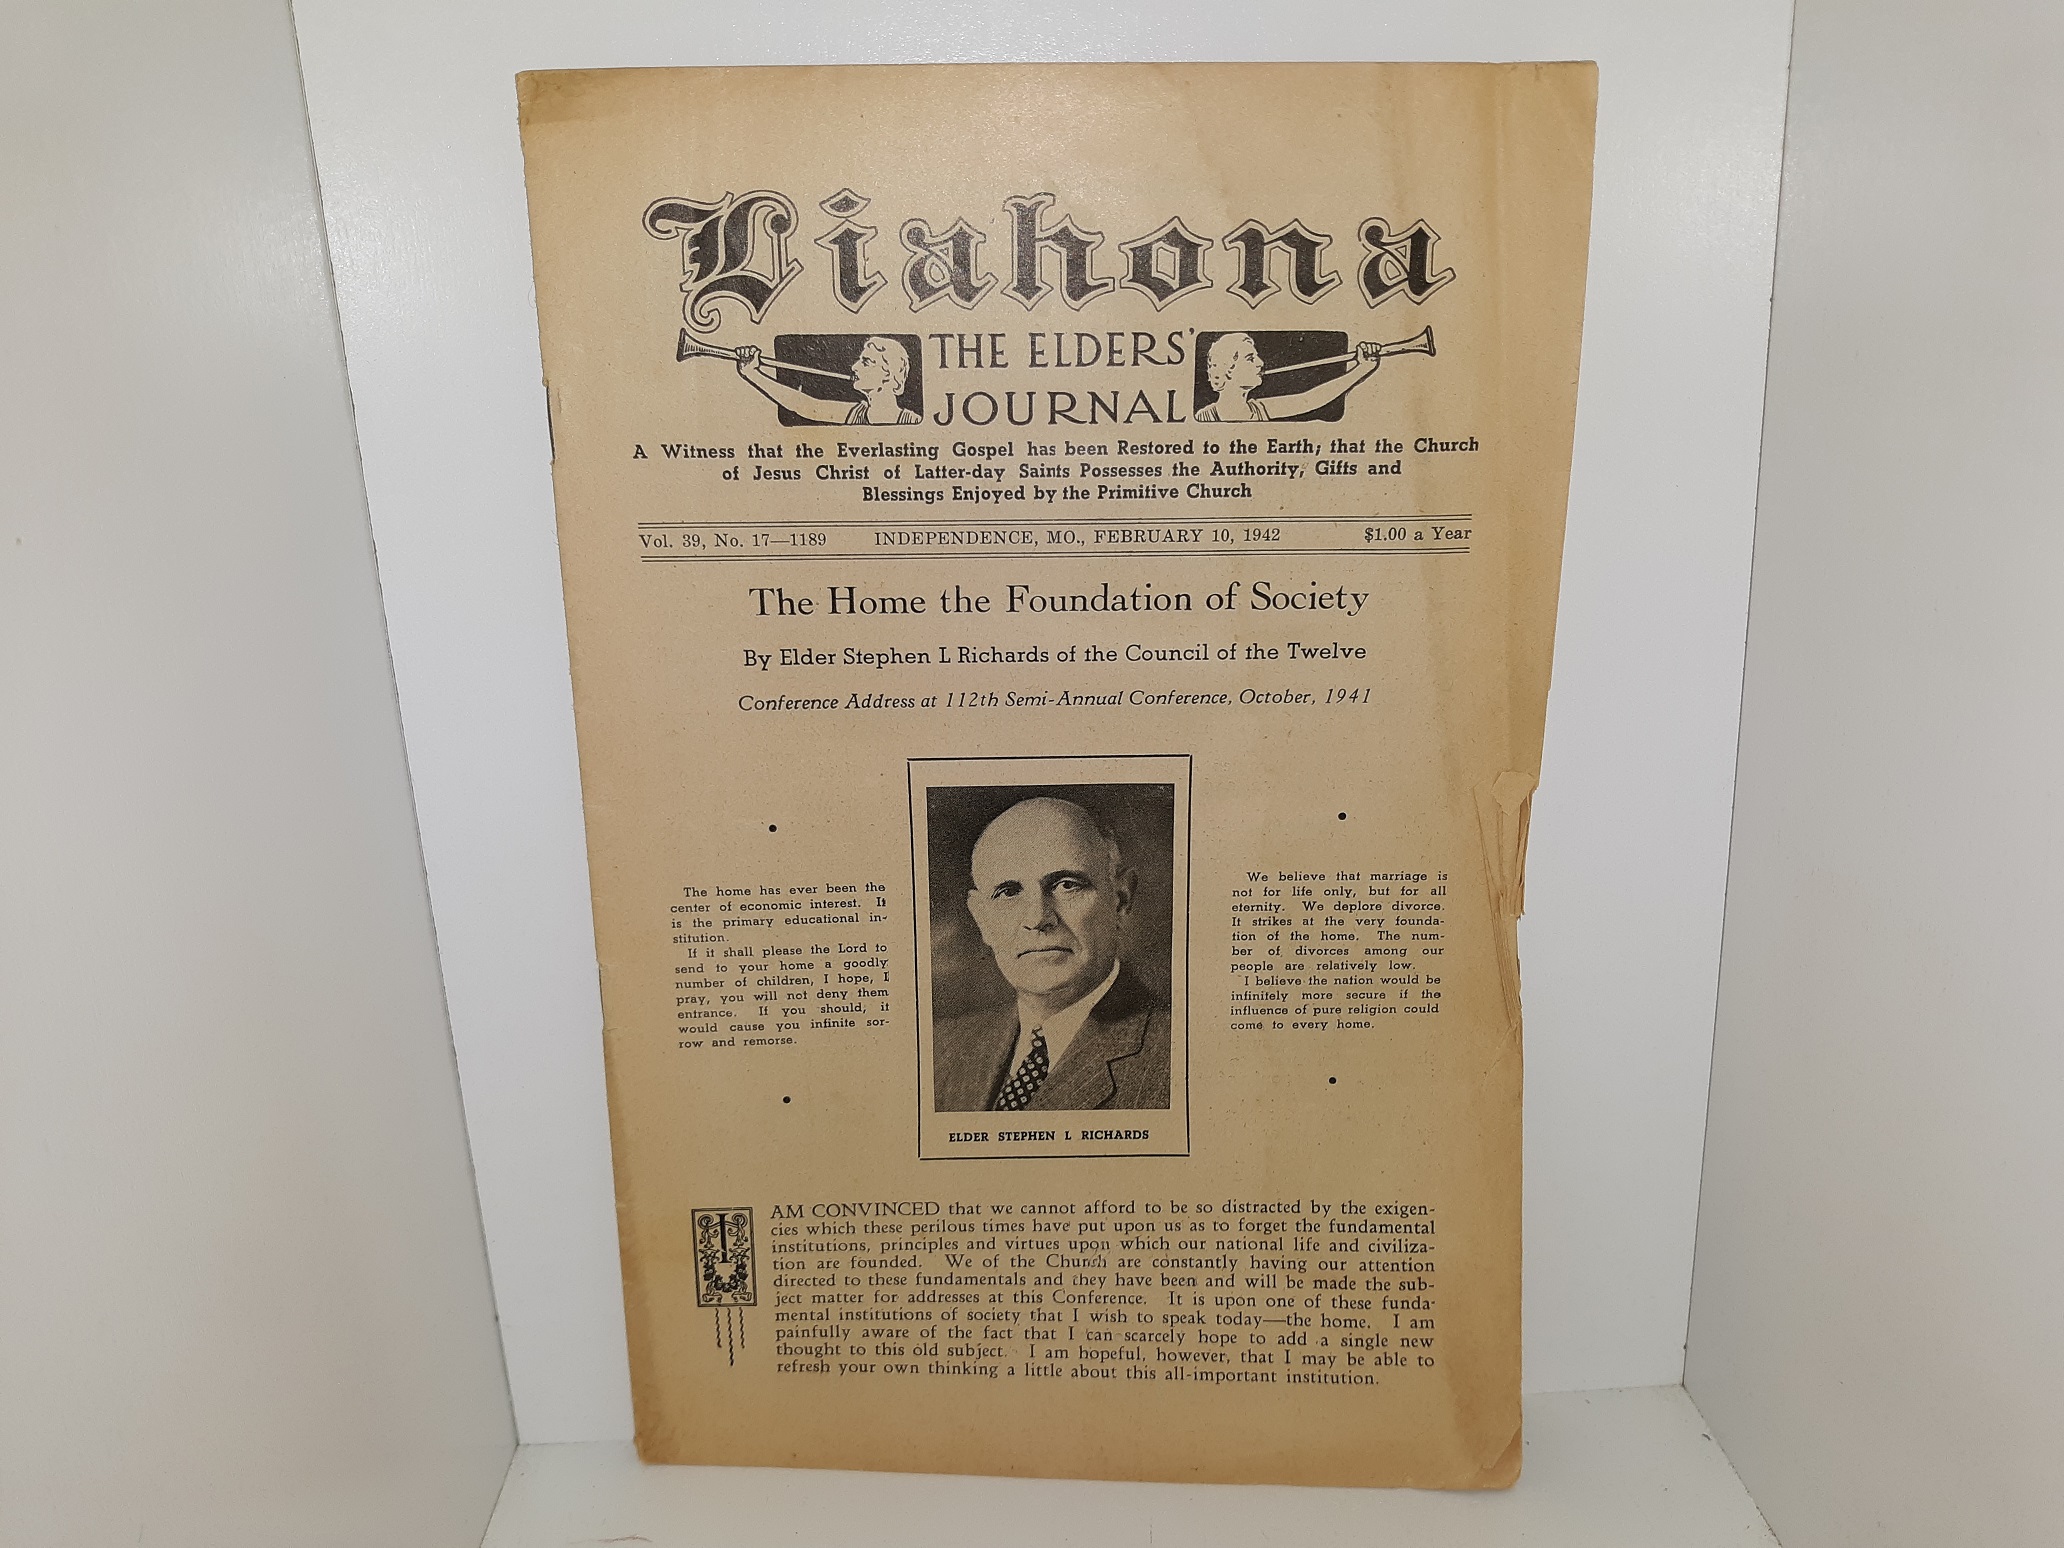 Liahona
THE ELDERS'
JOURNAL
A Witness that the Everlasting Gospel has been Restored to the Earth; that the Church
of Jesus Christ of Latter-day Saints Possesses the Authority, Gifts and
Blessings Enjoyed by the Primitive Church
Vol. 39, No. 17—1189 INDEPENDENCE, MO., FEBRUARY 10, 1942 $1.00 a Year
The Home the Foundation of Society
By Elder Stephen L Richards of the Council of the Twelve
Conference Address at 112th Semi-Annual Conference, October, 1941
The home has ever been the
center of economic interest. It
is the primary educational in-
stitution.
If it shall please the Lord to
send to your home a goodly
number of children, I hope, I
pray, you will not deny them
entrance. If you should, it
would cause you infinite sor-
row and remorse.
ELDER STEPHEN L RICHARDS
We believe that marriage is
not for life only, but for all
eternity. We deplore divorce.
It strikes at the very founda-
tion of the home. The num-
ber of divorces among our
people are relatively low.
I believe the nation would be
infinitely more secure if the
influence of pure religion could
come to every home.
I AM CONVINCED that we cannot afford to be so distracted by the exigen-
cies which these perilous times have put upon us as to forget the fundamental
institutions, principles and virtues upon which our national life and civiliza-
tion are founded. We of the Church are constantly having our attention
directed to these fundamentals and they have been and will be made the sub-
ject matter for addresses at this Conference. It is upon one of these funda-
mental institutions of society that I wish to speak today—the home. I am
painfully aware of the fact that I can scarcely hope to add a single new
thought to this old subject. I am hopeful, however, that I may be able to
refresh your own thinking a little about this all-important institution.